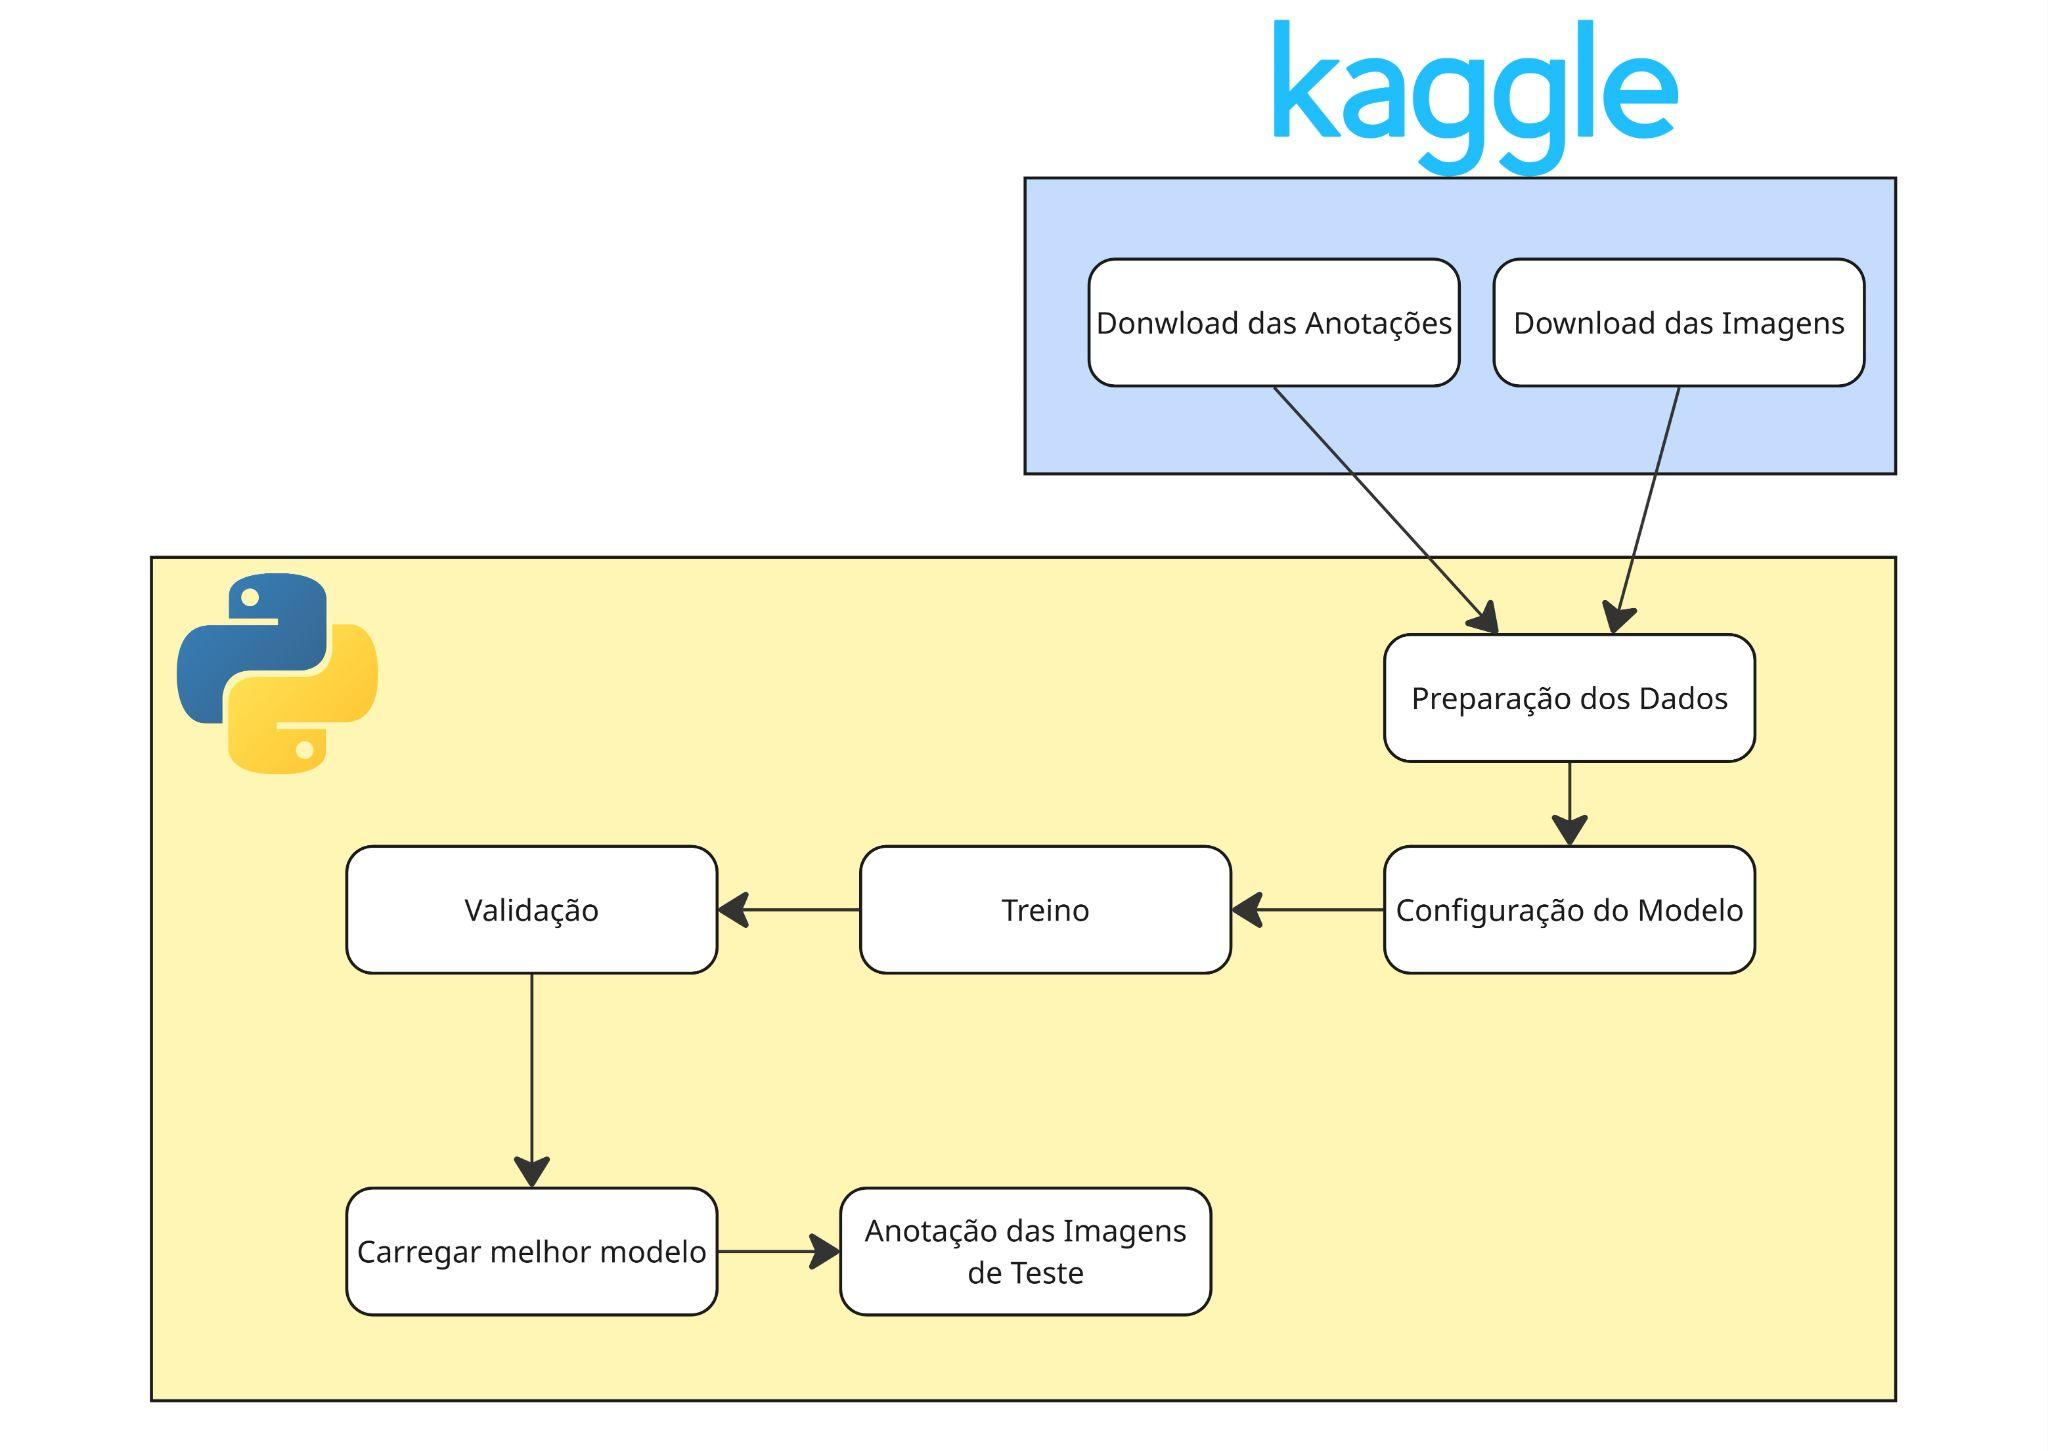 kaggle
Donwload das Anotações
Download das Imagens
Preparação dos Dados
Configuração do Modelo
Treino
Validação
Carregar melhor modelo
Anotação das Imagens
de Teste